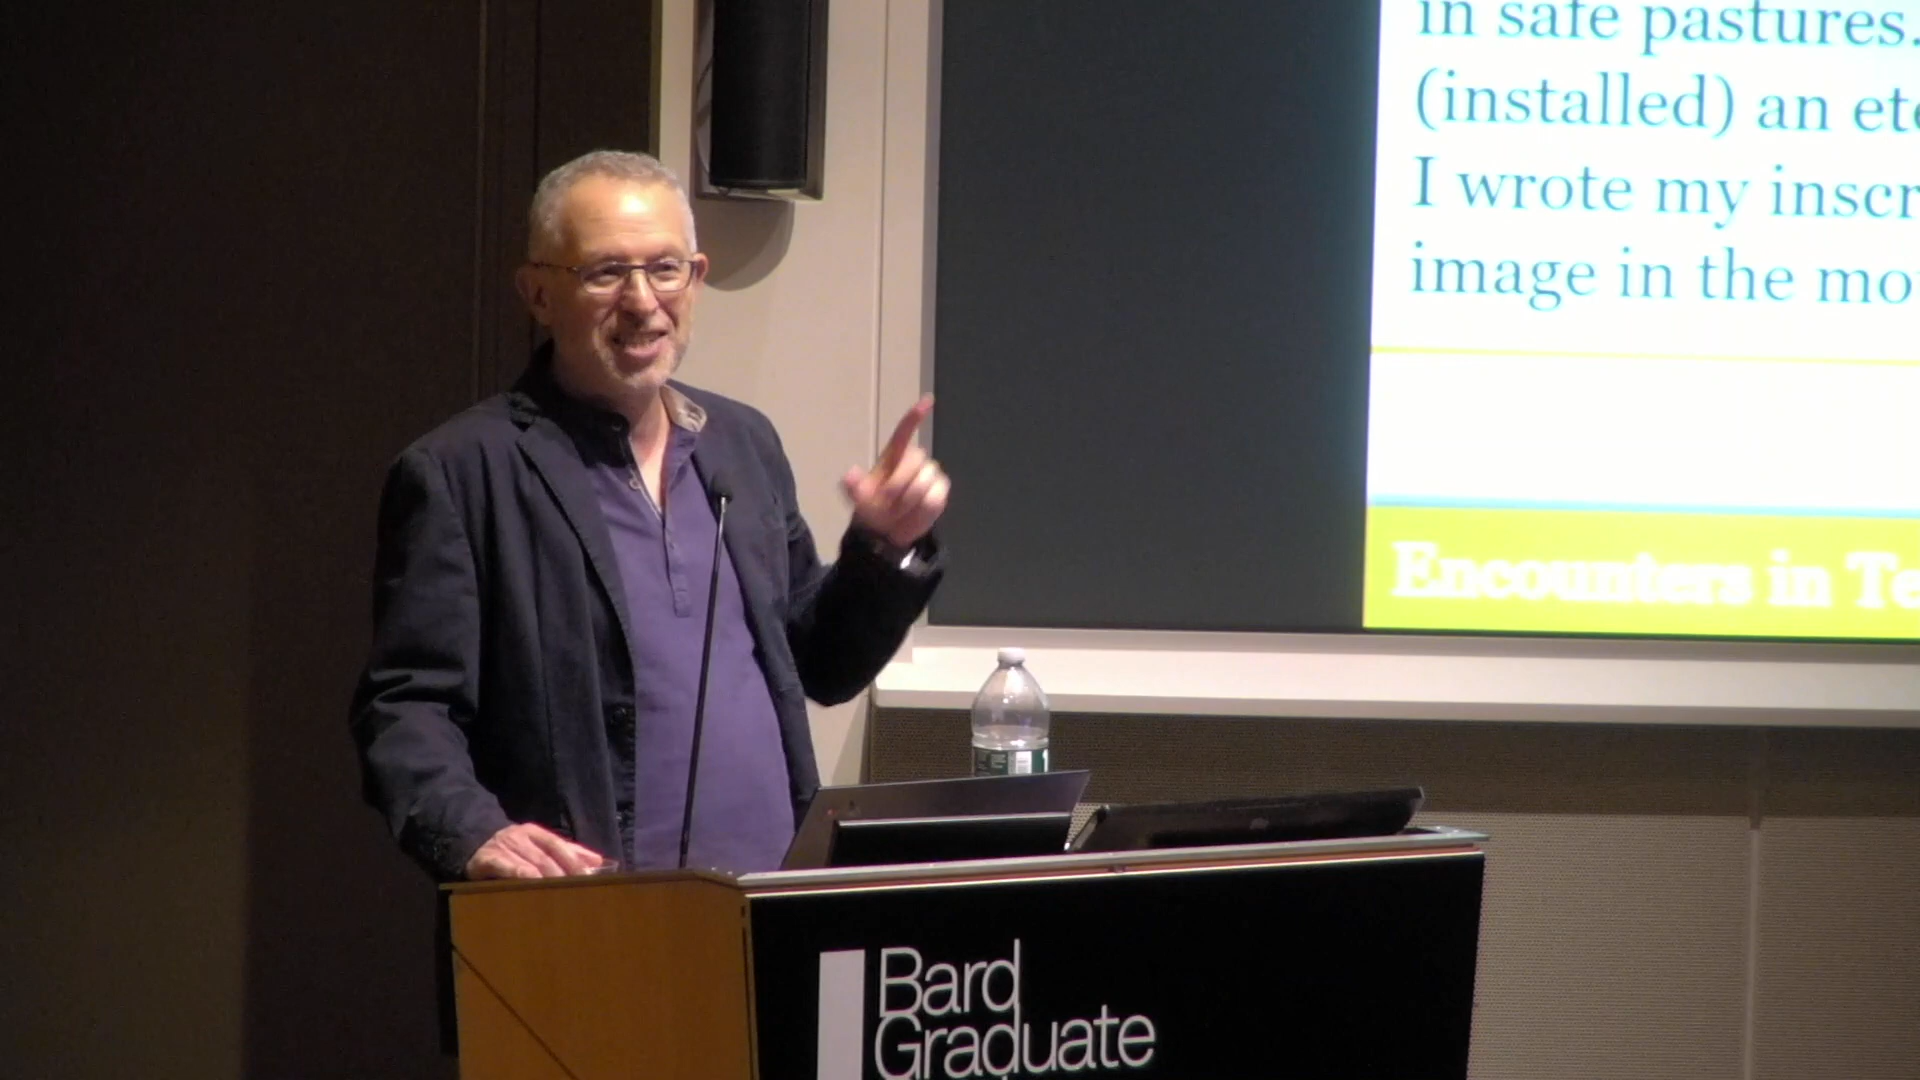 in safe pastures.
(installed) an ete
I wrote my inscr
image in the mo
Encounters in Te
Bard
Graduate